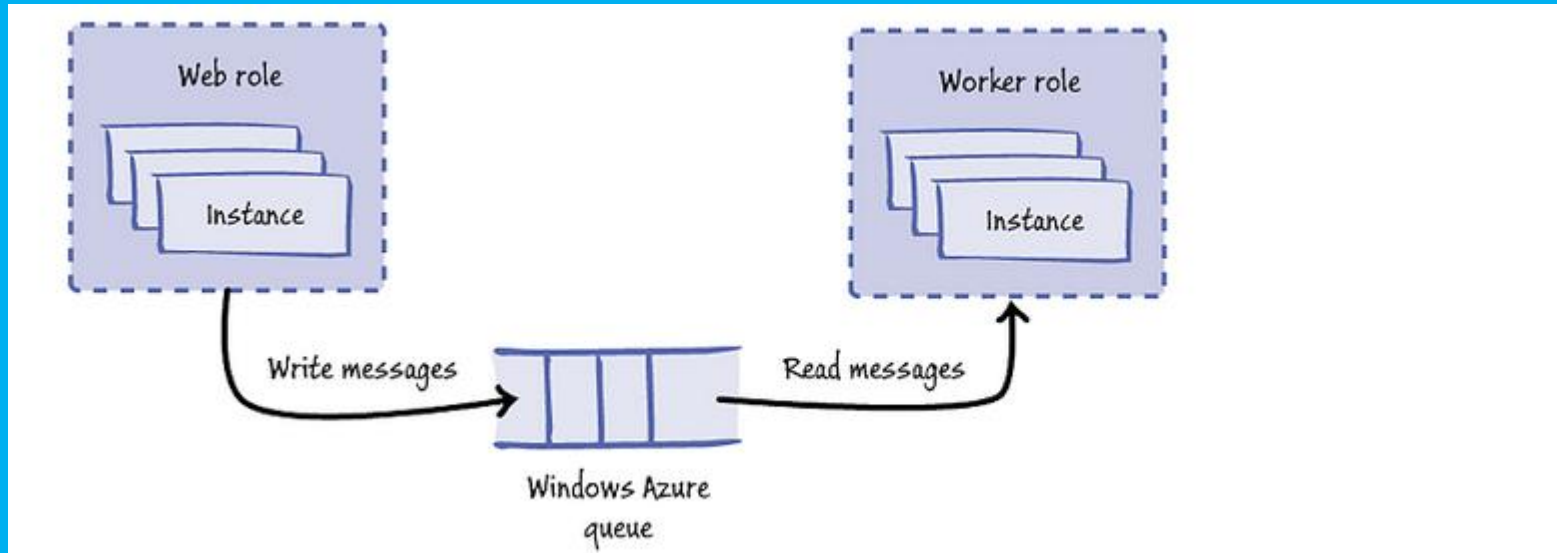 Web role
Instance
Worker role
Instance
Write messages
Read messages
Windows Azure
queue